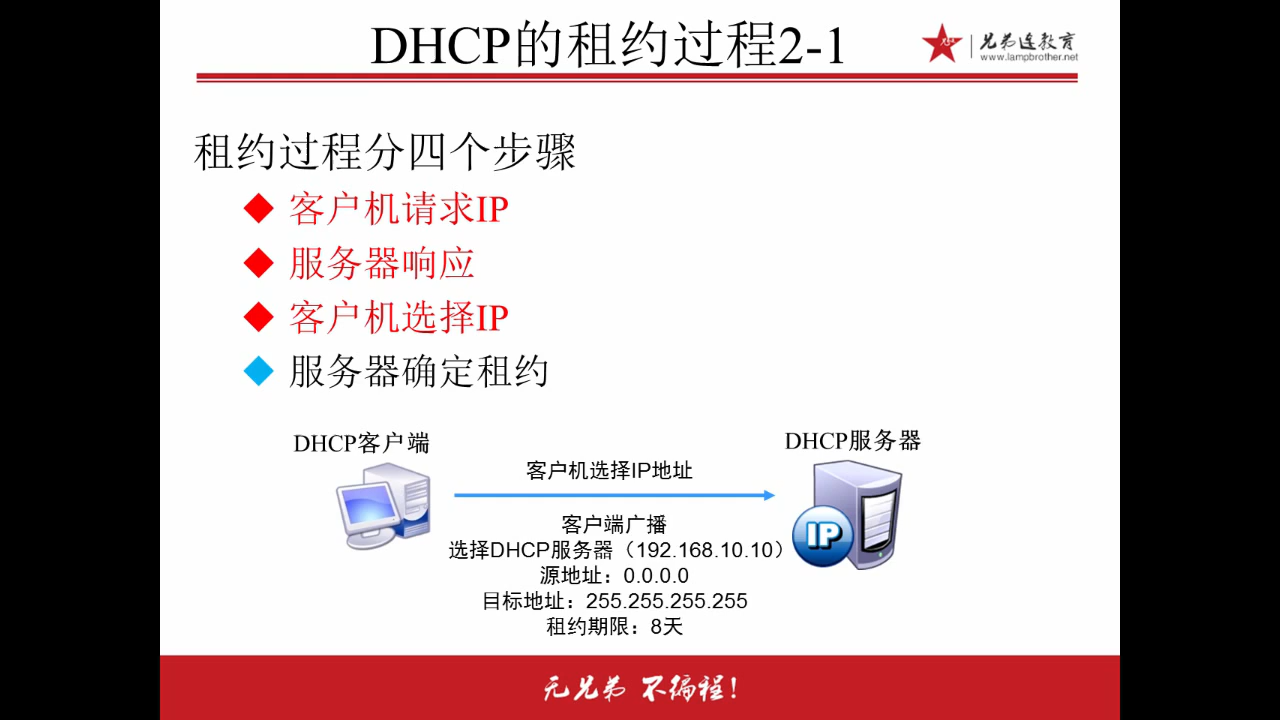 DHCP的租约过程2-1
兄弟连教育
www.lampbrother.net
租约过程分四个步骤
客户机请求IP
服务器响应
客户机选择IP
服务器确定租约
DHCP客户端
DHCP服务器
客户机选择IP地址
客户端广播
选择DHCP服务器（192.168.10.10）
源地址：0.0.0.0
目标地址：255.255.255.255
租约期限：8天
IP
无兄弟 不编程！